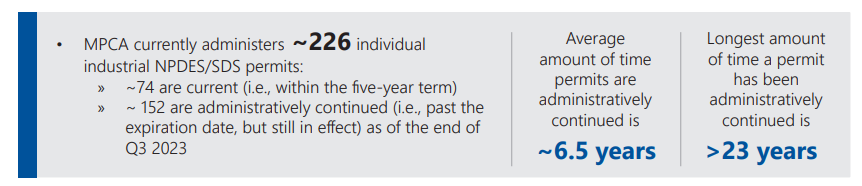 • MPCA currently administers ~226 individual
industrial NPDES/SDS permits:
» ~74 are current (i.e., within the five-year term)
» ~ 152 are administratively continued (i.e., past the
expiration date, but still in effect) as of the end of
Q3 2023
Average
amount of time
permits are
administratively
continued is
~6.5 years
Longest amount
of time a permit
has been
administratively
continued is
>23 years